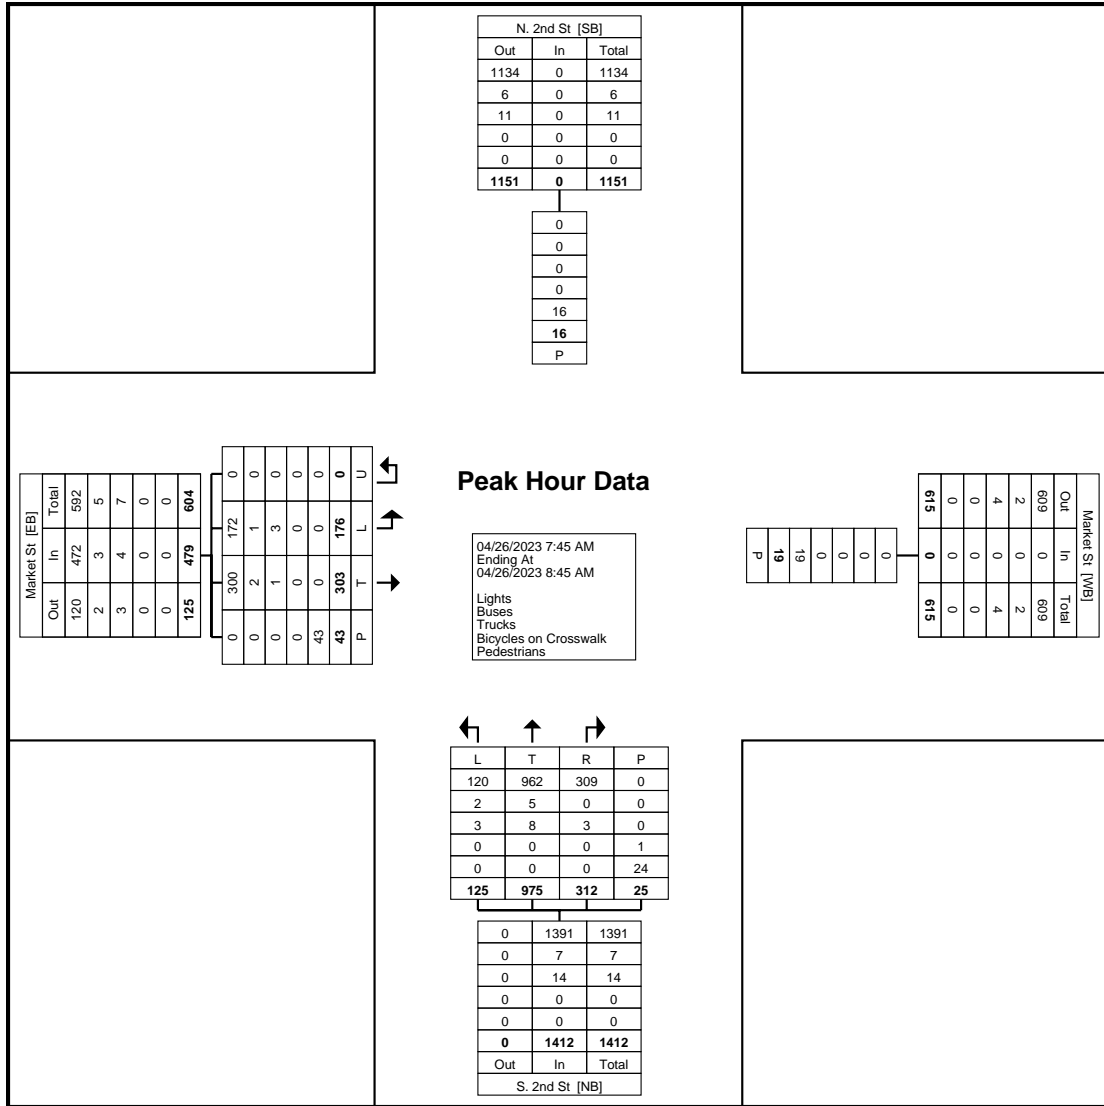 N. 2nd St [SB]
Out In Total
1134 0 1134
6 0 6
11 0 11
0 0 0
0 0 0
1151 0 1151
0
0
0
0
16
16
P
Market St [EB]
Total 592 5 7 0 0 604
In 472 3 4 0 0 479
Out 120 2 3 0 0 125
0 0 0 0 0 0 U
172 1 3 0 0 176 L
300 2 1 0 0 303 T
0 0 0 0 43 43 P
Peak Hour Data
04/26/2023 7:45 AM
Ending At
04/26/2023 8:45 AM
Lights
Buses
Trucks
Bicycles on Crosswalk
Pedestrians
P 19 19 0 0 0 0
Market St [WB]
Out 609 2 4 0 0 615
In 0 0 0 0 0 0
Total 609 2 4 0 0 615
L T R P
120 962 309 0
2 5 0 0
3 8 3 0
0 0 0 1
0 0 0 24
125 975 312 25
0 1391 1391
0 7 7
0 14 14
0 0 0
0 0 0
0 1412 1412
Out In Total
S. 2nd St [NB]